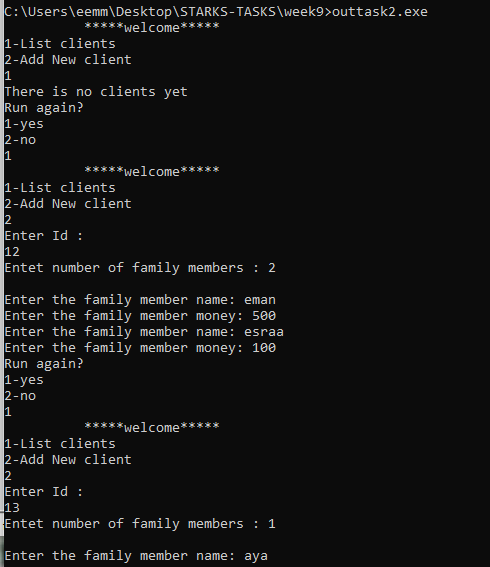 C:\Users\eemm\Desktop\STARKS-TASKS\week9>outtask2.exe
*****welcome*****
1-List clients
2-Add New client
1
There is no clients yet
Run again?
1-yes
2-no
1
*****welcome*****
1-List clients
2-Add New client
2
Enter Id :
12
Entet number of family members : 2
Enter the family member name: eman
Enter the family member money: 500
Enter the family member name: esraa
Enter the family member money: 100
Run again?
1-yes
2-no
1
*****welcome*****
1-List clients
2-Add New client
2
Enter Id :
13
Entet number of family members : 1
Enter the family member name: aya